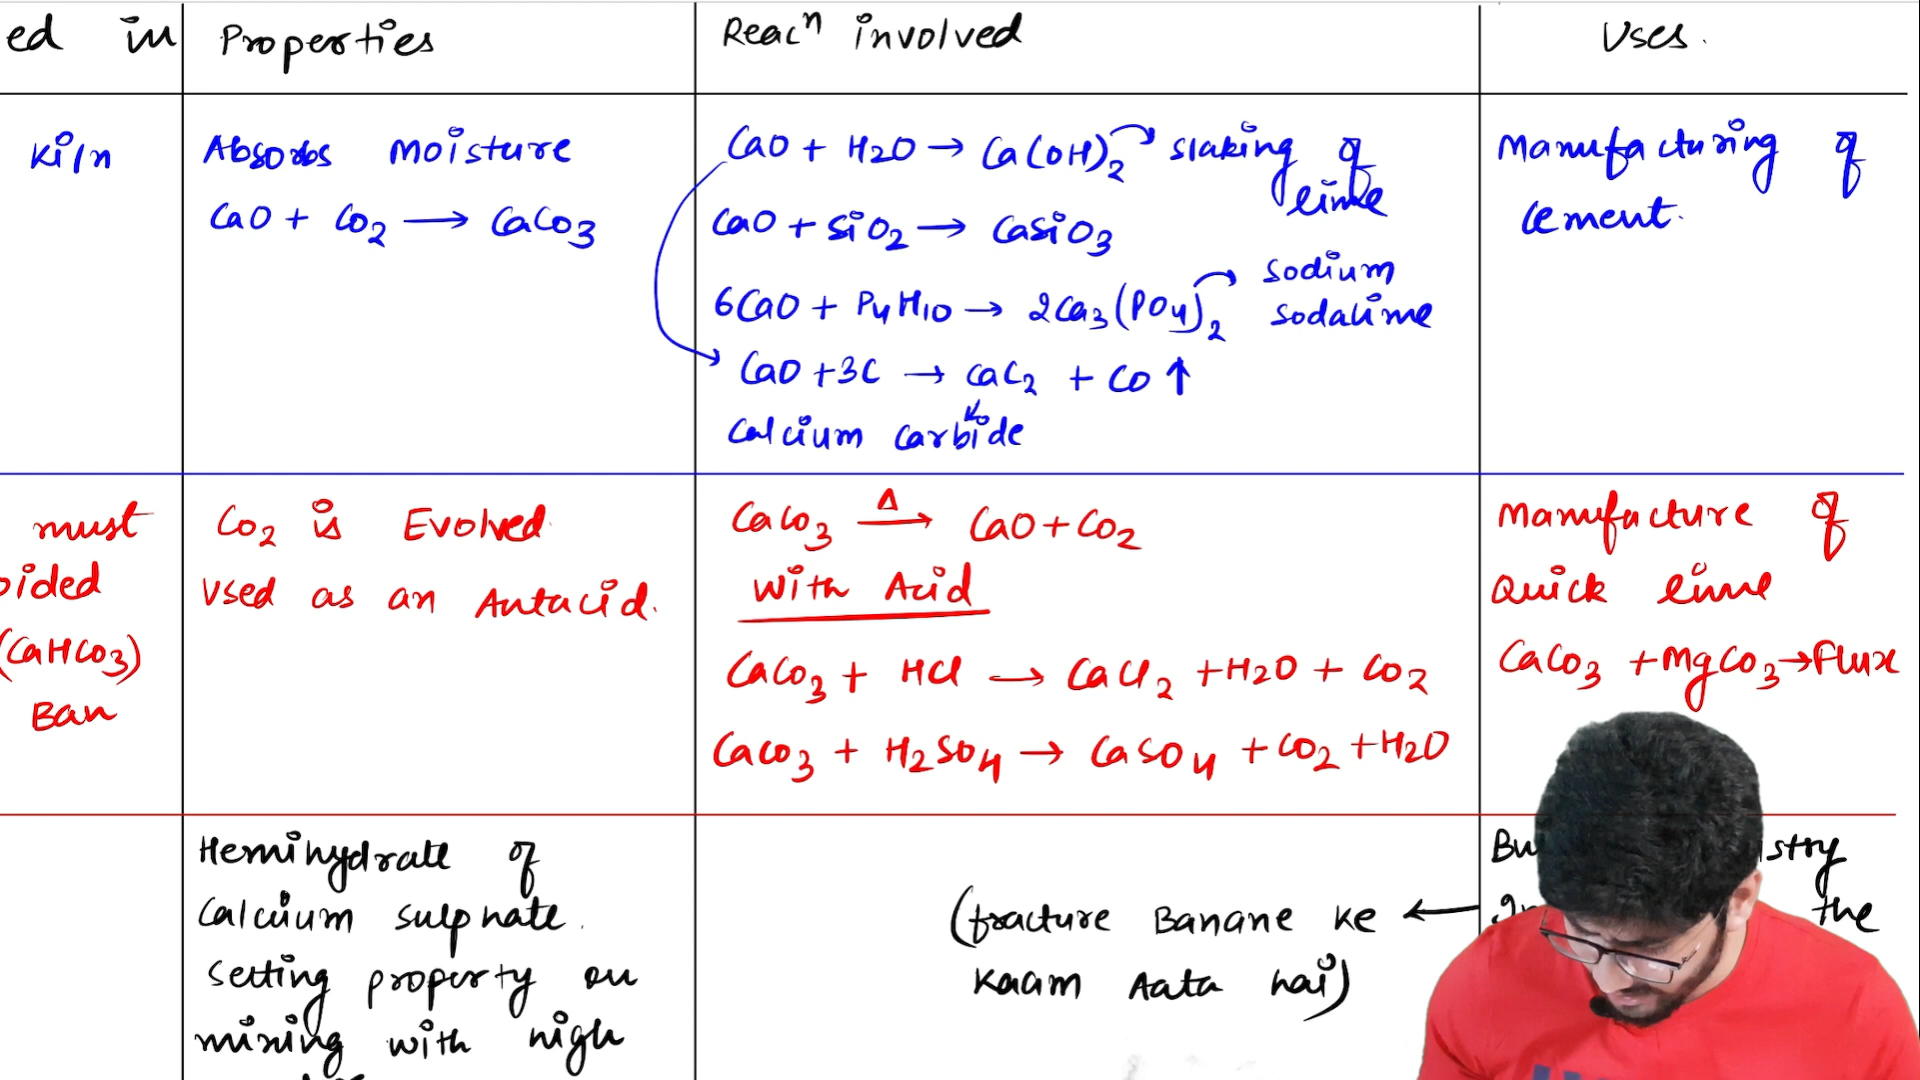 ed in
Properties
Reacⁿ involved
Uses.
Kiln
Absorbs Moisture
CaO + CO2 → CaCO3
CaO + H2O → Ca(OH)2 → slaking of lime
CaO + SiO2 → CaSiO3
6CaO + P4H10 → 2Ca3(PO4)2 → Sodium Sodalime
CaO + 3C → CaC2 + CO ↑
Calcium Carbide
Manufacturing of
Cement.
must
oided
(CaHCO3)
Ban
CO2 is Evolved.
Used as an Antacid.
CaCO3 Δ→ CaO + CO2
With Acid
CaCO3 + HCl → CaCl2 + H2O + CO2
CaCO3 + H2SO4 → CaSO4 + CO2 + H2O
Manufacture of
Quick lime
CaCO3 + MgCO3 → Flux
Hemihydrate of
Calcium sulphate.
Setting property on
mixing with high
(fracture Banane ke ←
Kaam Aata hai)
Bu istry
the